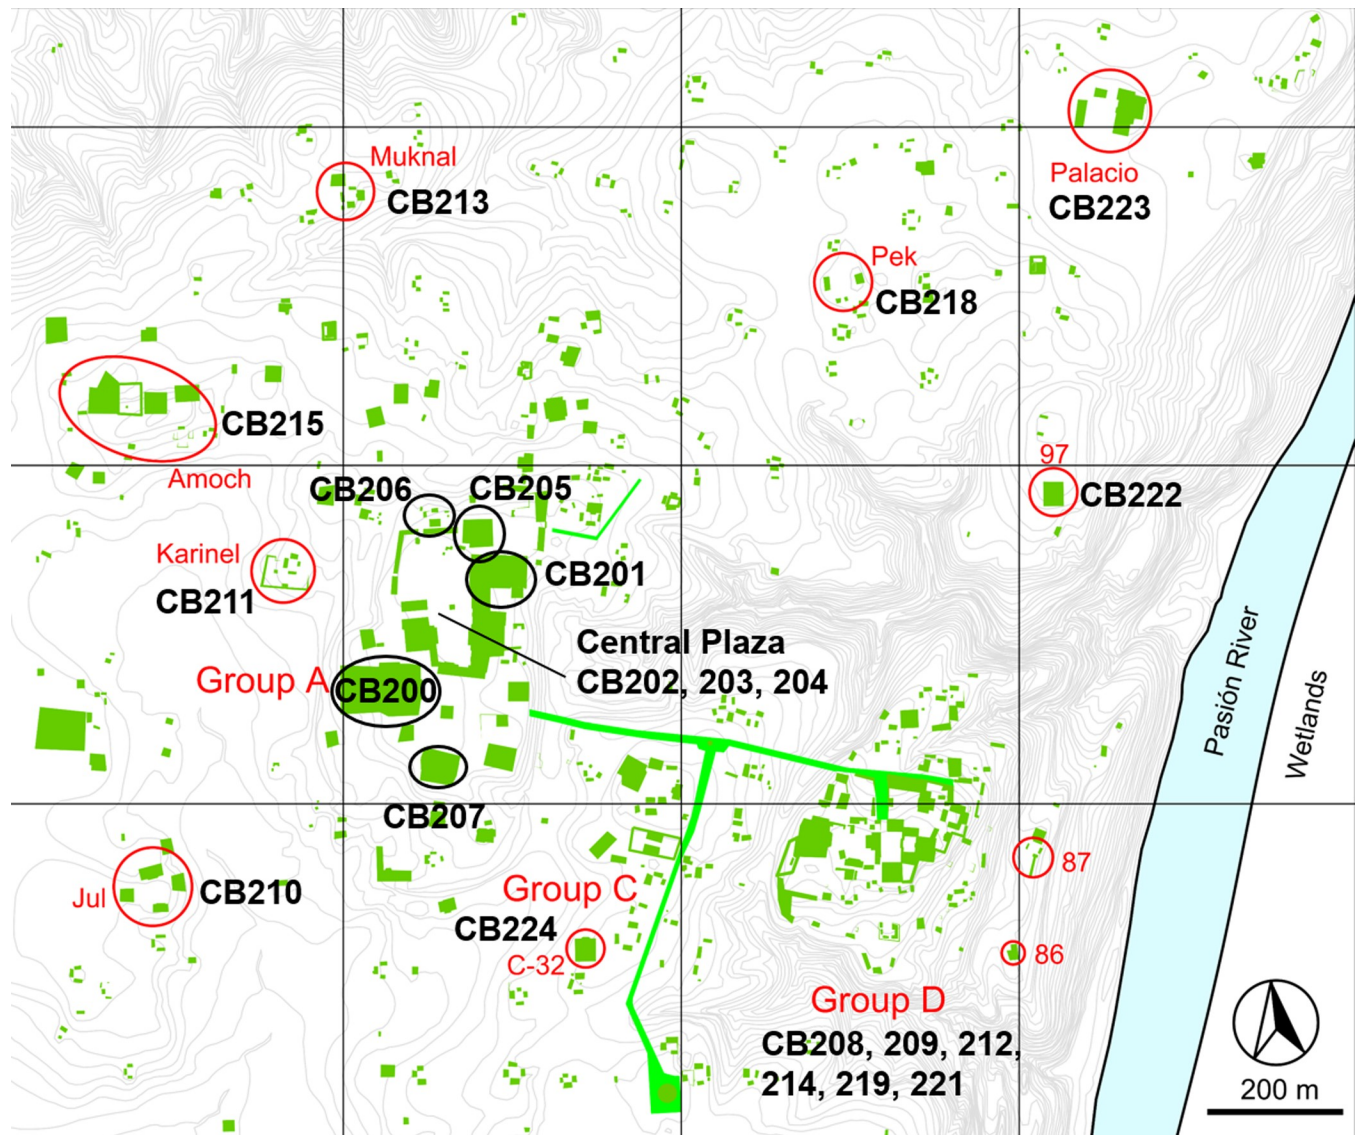 Muknal
CB213
Palacio
CB223
Pek
CB218
CB215
Amoch
97
CB222
CB206
CB205
Karinel
CB211
CB201
Central Plaza
CB202, 203, 204
Group A
CB200
Pasión River
Wetlands
CB207
Jul
CB210
Group C
CB224
C-32
87
86
Group D
CB208, 209, 212,
214, 219, 221
200 m